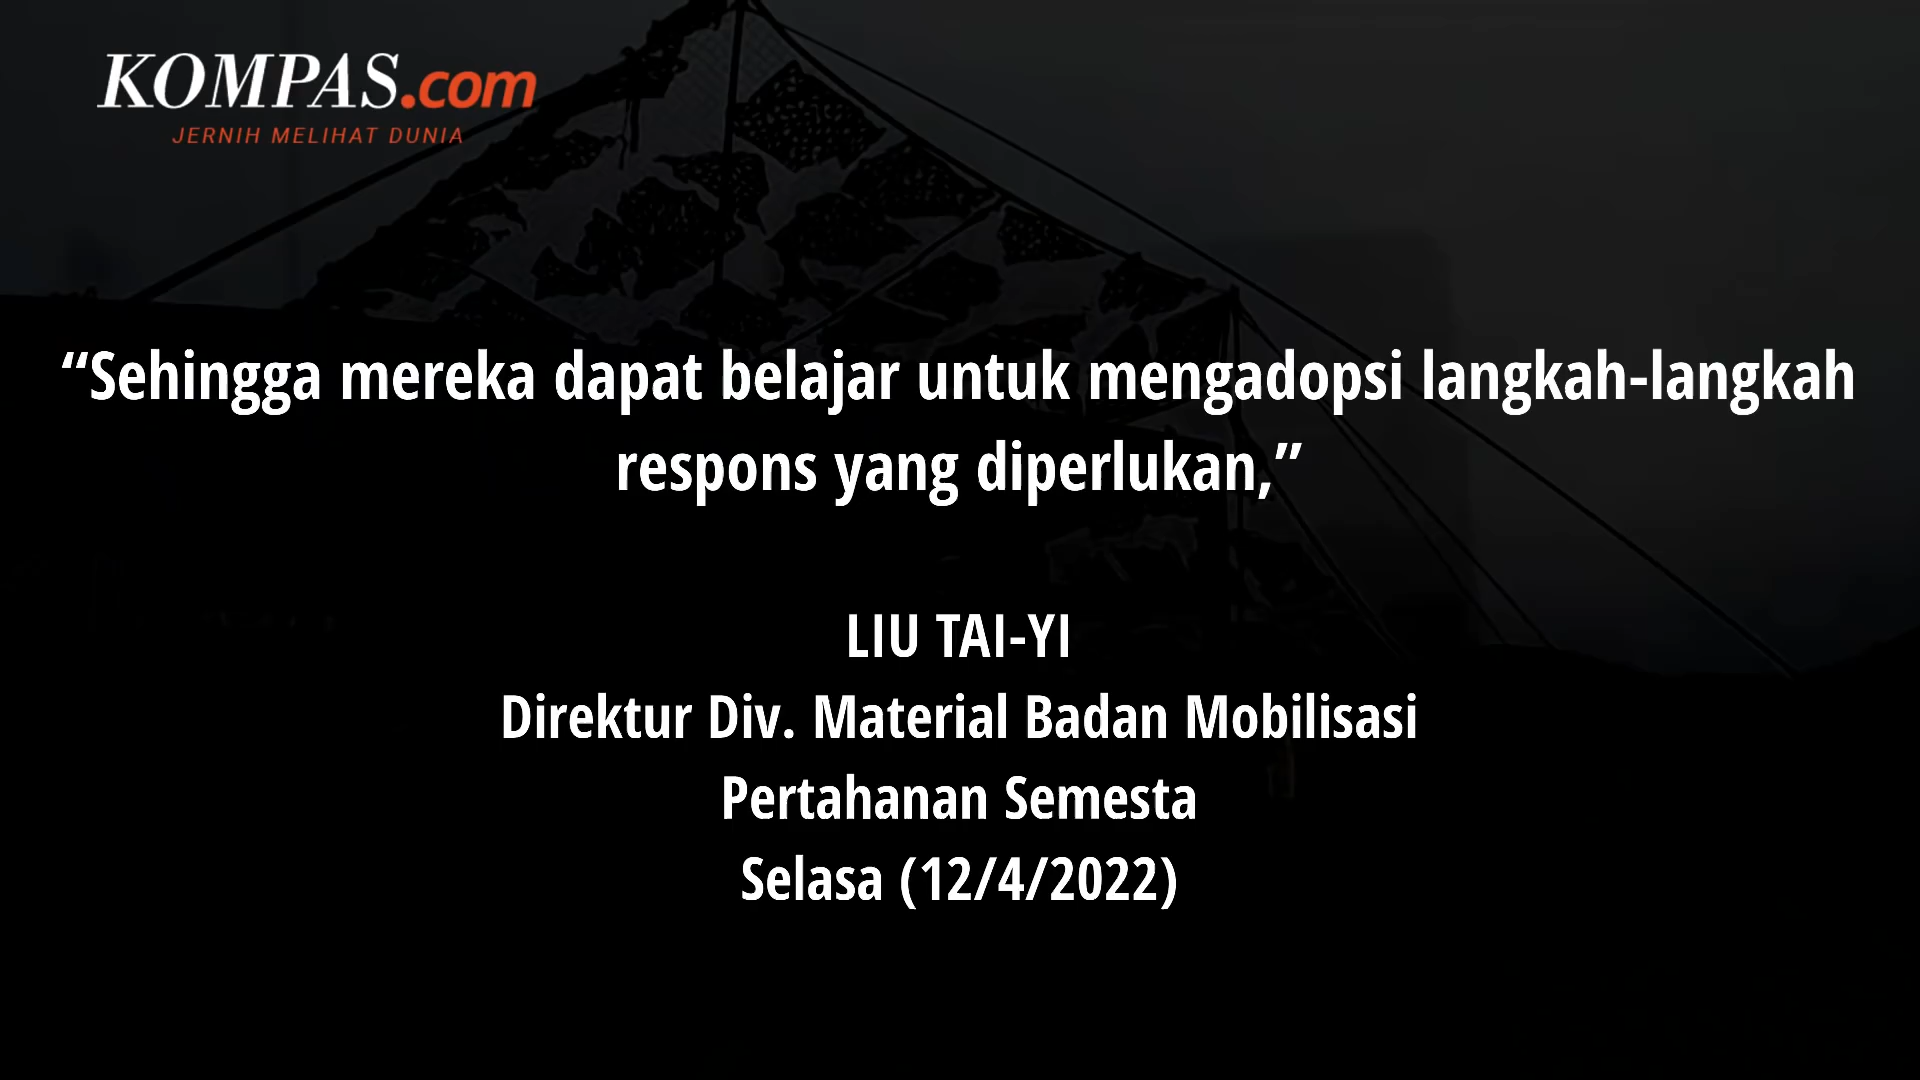 KOMPAS.com
JERNIH MELIHAT DUNIA
“Sehingga mereka dapat belajar untuk mengadopsi langkah-langkah
respons yang diperlukan,”
LIU TAI-YI
Direktur Div. Material Badan Mobilisasi
Pertahanan Semesta
Selasa (12/4/2022)